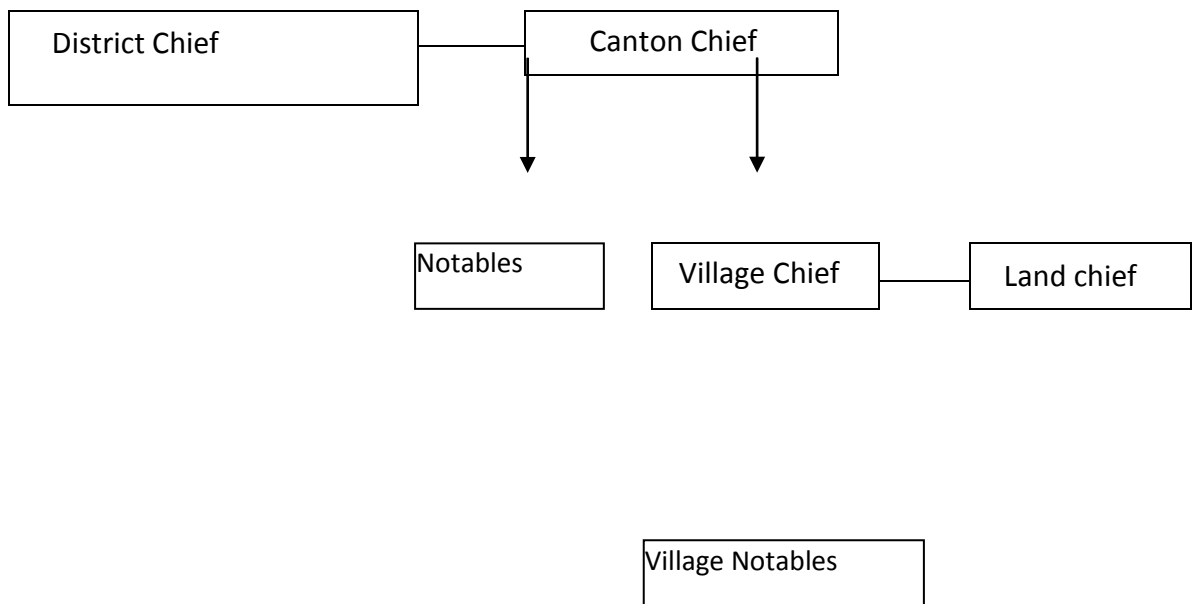 District Chief
Canton Chief
Notables
Village Chief
Land chief
Village Notables